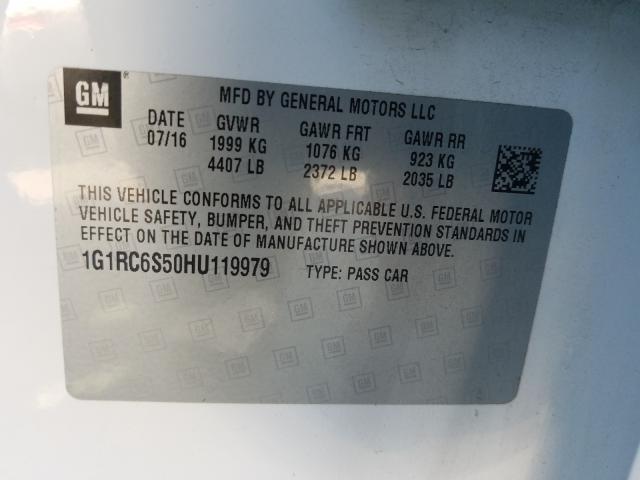 GM
MFD BY GENERAL MOTORS LLC
DATE GVWR GAWR FRT GAWR RR
07/16 1999 KG 1076 KG 923 KG
4407 LB 2372 LB 2035 LB
THIS VEHICLE CONFORMS TO ALL APPLICABLE U.S. FEDERAL MOTOR
VEHICLE SAFETY, BUMPER, AND THEFT PREVENTION STANDARDS
IN EFFECT ON THE DATE OF MANUFACTURE SHOWN ABOVE.
1G1RC6S50HU119979 TYPE: PASS CAR